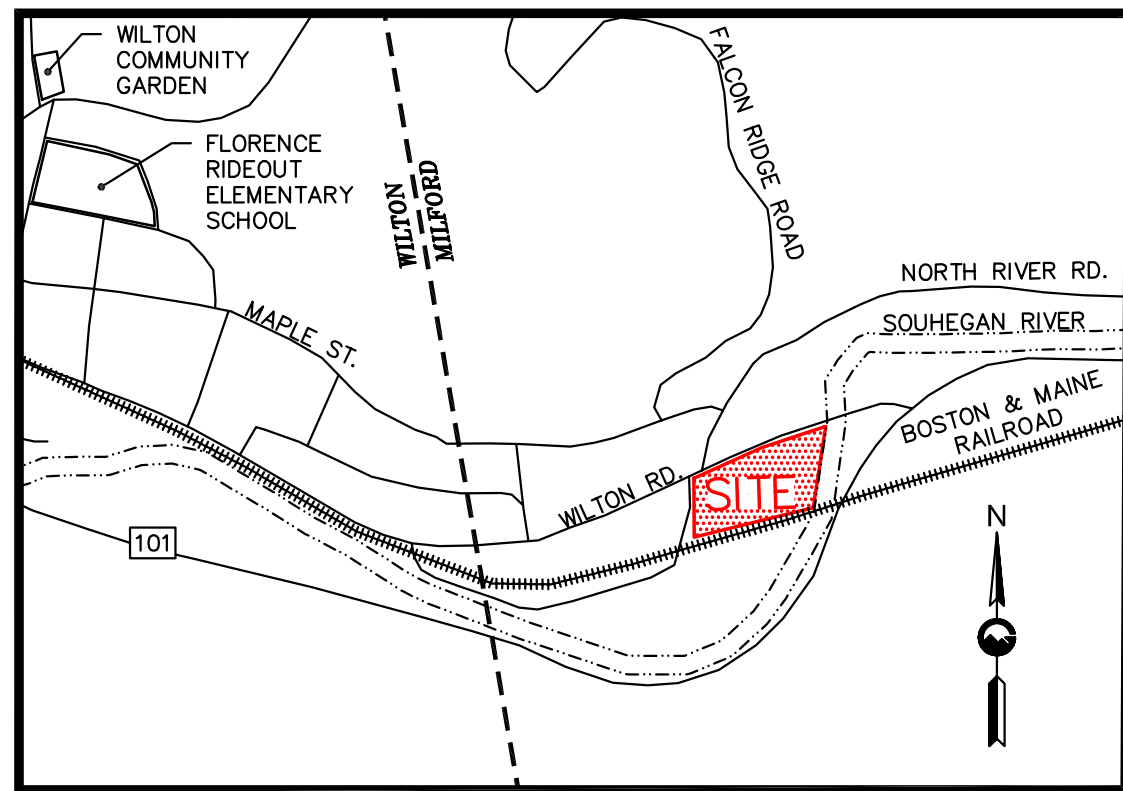 WILTON
COMMUNITY
GARDEN
FLORENCE
RIDEOUT
ELEMENTARY
SCHOOL
WILTON
MILFORD
FALCON RIDGE ROAD
NORTH RIVER RD.
SOUHEGAN RIVER
MAPLE ST.
BOSTON & MAINE
RAILROAD
WILTON RD.
SITE
101
N